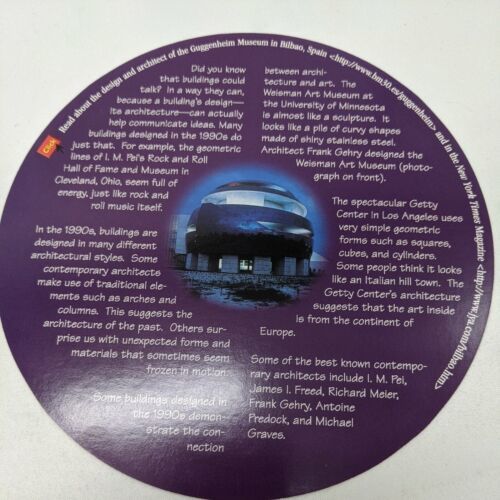 Click
Read about the design and architect of the Guggenheim Museum in Bilbao, Spain <http://www.bm30.es/guggenheim> and in the New York Times Magazine <http://www.jya.com/bilbao.htm>
Did you know
that buildings could
talk? In a way they can,
because a building's design—
its architecture—can actually
help communicate ideas. Many
buildings designed in the 1990s do
just that. For example, the geometric
lines of I. M. Pei's Rock and Roll
Hall of Fame and Museum in
Cleveland, Ohio, seem full of
energy, just like rock and
roll music itself.
In the 1990s, buildings are
designed in many different
architectural styles. Some
contemporary architects
make use of traditional ele-
ments such as arches and
columns. This suggests the
architecture of the past. Others sur-
prise us with unexpected forms and
materials that sometimes seem
frozen in motion.
Some buildings designed in
the 1990s demon-
strate the con-
nection
between archi-
tecture and art. The
Weisman Art Museum at
the University of Minnesota
is almost like a sculpture. It
looks like a pile of curvy shapes
made of shiny stainless steel.
Architect Frank Gehry designed the
Weisman Art Museum (photo-
graph on front).
The spectacular Getty
Center in Los Angeles uses
very simple geometric
forms such as squares,
cubes, and cylinders.
Some people think it looks
like an Italian hill town. The
Getty Center's architecture
suggests that the art inside
is from the continent of
Europe.
Some of the best known contempo-
rary architects include I. M. Pei,
James I. Freed, Richard Meier,
Frank Gehry, Antoine
Predock, and Michael
Graves.